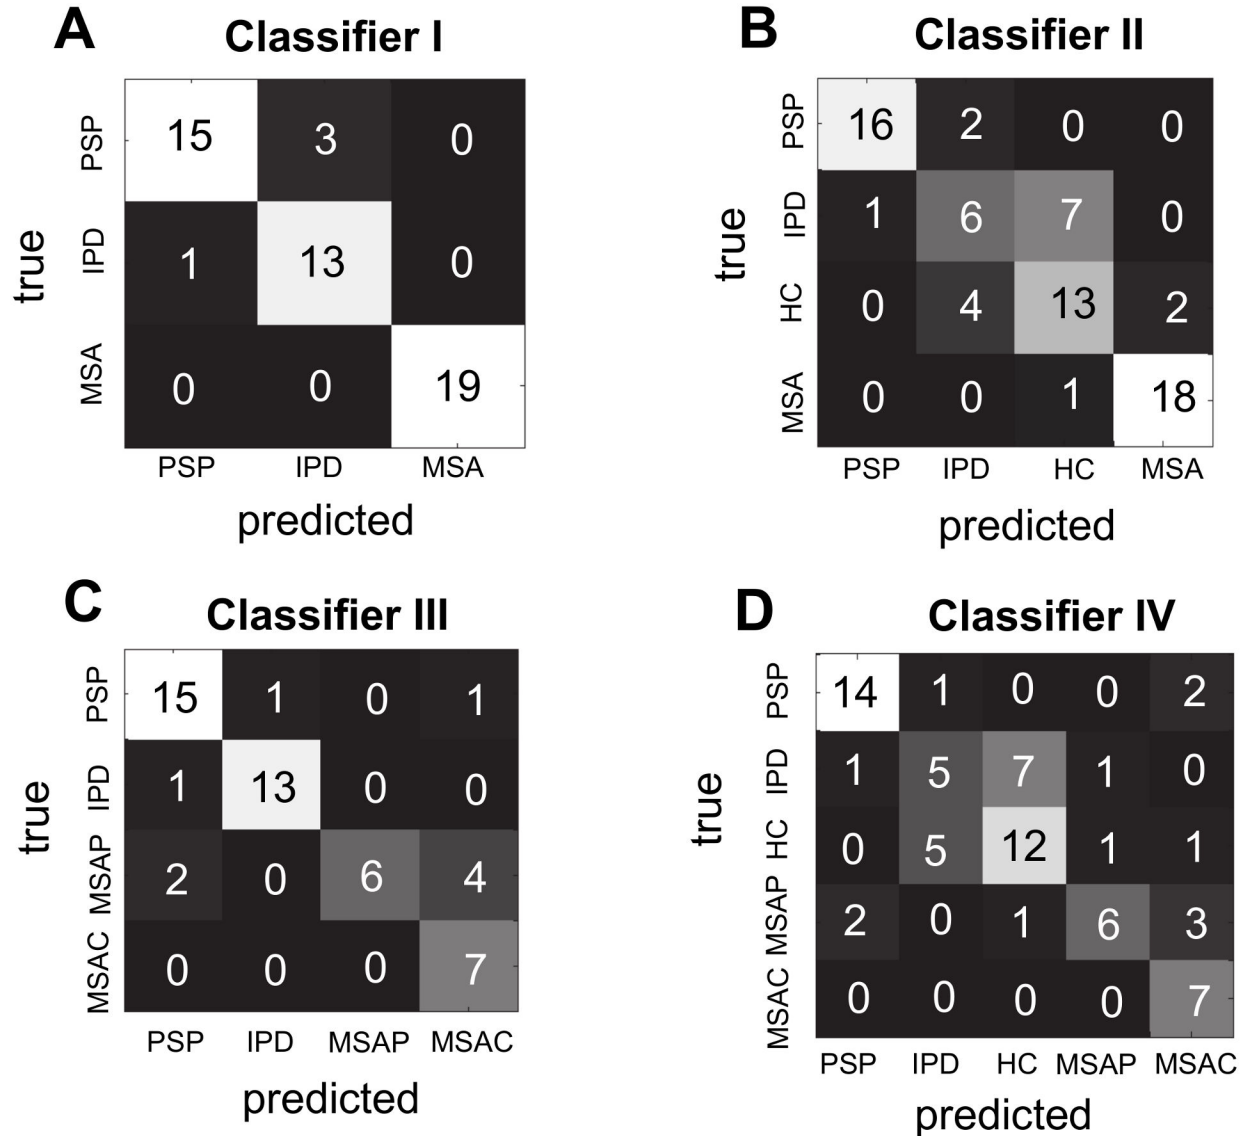 A Classifier I
PSP 15 3 0
IPD 1 13 0
MSA 0 0 19
true
PSP IPD MSA
predicted
B Classifier II
PSP 16 2 0 0
IPD 1 6 7 0
HC 0 4 13 2
MSA 0 0 1 18
true
PSP IPD HC MSA
predicted
C Classifier III
PSP 15 1 0 1
IPD 1 13 0 0
MSAP 2 0 6 4
MSAC 0 0 0 7
true
PSP IPD MSAP MSAC
predicted
D Classifier IV
PSP 14 1 0 0 2
IPD 1 5 7 1 0
HC 0 5 12 1 1
MSAP 2 0 1 6 3
MSAC 0 0 0 0 7
true
PSP IPD HC MSAP MSAC
predicted